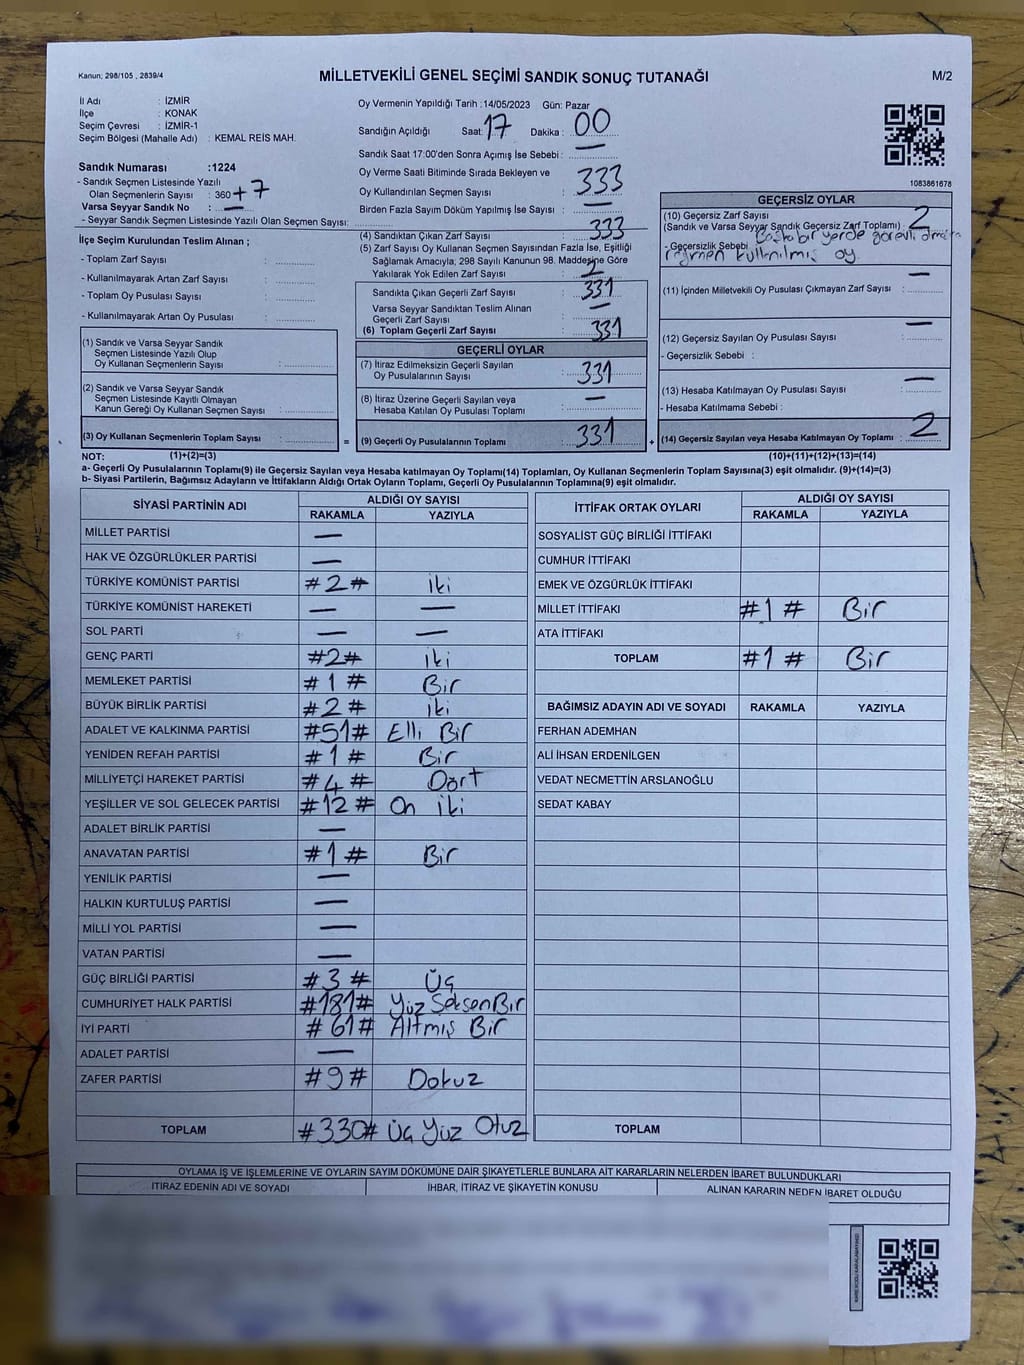 Kanun; 298/105 , 2839/4
MİLLETVEKİLİ GENEL SEÇİMİ SANDIK SONUÇ TUTANAĞI
M/2
İl Adı : İZMİR
İlçe : KONAK
Seçim Çevresi : İZMİR-1
Seçim Bölgesi (Mahalle Adı) : KEMAL REİS MAH.
Sandık Numarası :1224
- Sandık Seçmen Listesinde Yazılı
Olan Seçmenlerin Sayısı : 360 +7
Varsa Seyyar Sandık No : —
- Seyyar Sandık Seçmen Listesinde Yazılı Olan Seçmen Sayısı:
İlçe Seçim Kurulundan Teslim Alınan ;
- Toplam Zarf Sayısı :
- Kullanılmayarak Artan Zarf Sayısı :
- Toplam Oy Pusulası Sayısı :
- Kullanılmayarak Artan Oy Pusulası :
(1) Sandık ve Varsa Seyyar Sandık
Seçmen Listesinde Yazılı Olup
Oy Kullanan Seçmenlerin Sayısı :
(2) Sandık ve Varsa Seyyar Sandık
Seçmen Listesinde Kayıtlı Olmayan
Kanun Gereği Oy Kullanan Seçmen Sayısı :
(3) Oy Kullanan Seçmenlerin Toplam Sayısı :
(1)+(2)=(3)
Oy Vermenin Yapıldığı Tarih :14/05/2023 Gün: Pazar
Sandığın Açıldığı Saat: 17 Dakika : 00
Sandık Saat 17:00'den Sonra Açımış İse Sebebi : —
Oy Verme Saati Bitiminde Sırada Bekleyen ve
Oy Kullandırılan Seçmen Sayısı : 333
Birden Fazla Sayım Döküm Yapılmış İse Sayısı : —
(4) Sandıktan Çıkan Zarf Sayısı : 333
(5) Zarf Sayısı Oy Kullanan Seçmen Sayısından Fazla İse, Eşitliği
Sağlamak Amacıyla; 298 Sayılı Kanunun 98. Maddesine Göre
Yakılarak Yok Edilen Zarf Sayısı : 2
Sandıkta Çıkan Geçerli Zarf Sayısı : 331
Varsa Seyyar Sandıktan Teslim Alınan
Geçerli Zarf Sayısı : —
(6) Toplam Geçerli Zarf Sayısı : 331
GEÇERLİ OYLAR
(7) İtiraz Edilmeksizin Geçerli Sayılan
Oy Pusulalarının Sayısı : 331
(8) İtiraz Üzerine Geçerli Sayılan veya
Hesaba Katılan Oy Pusulası Toplamı : —
= (9) Geçerli Oy Pusulalarının Toplamı : 331 +
1083861678
GEÇERSİZ OYLAR
(10) Geçersiz Zarf Sayısı
(Sandık ve Varsa Seyyar Sandık Geçersiz Zarf Toplamı) : 2
- Geçersizlik Sebebi : Başka bir yerde görevli olmasına
rağmen kullanılmış oy.
(11) İçinden Milletvekili Oy Pusulası Çıkmayan Zarf Sayısı : —
(12) Geçersiz Sayılan Oy Pusulası Sayısı : —
- Geçersizlik Sebebi :
(13) Hesaba Katılmayan Oy Pusulası Sayısı : —
- Hesaba Katılmama Sebebi :
(14) Geçersiz Sayılan veya Hesaba Katılmayan Oy Toplamı : 2
(10)+(11)+(12)+(13)=(14)
NOT:
a- Geçerli Oy Pusulalarının Toplamı(9) ile Geçersiz Sayılan veya Hesaba katılmayan Oy Toplamı(14) Toplamları, Oy Kullanan Seçmenlerin Toplam Sayısına(3) eşit olmalıdır. (9)+(14)=(3)
b- Siyasi Partilerin, Bağımsız Adayların ve İttifakların Aldığı Ortak Oyların Toplamı, Geçerli Oy Pusulalarının Toplamına(9) eşit olmalıdır.
SİYASİ PARTİNİN ADI ALDIĞI OY SAYISI
RAKAMLA YAZIYLA
MİLLET PARTİSİ —
HAK VE ÖZGÜRLÜKLER PARTİSİ —
TÜRKİYE KOMÜNİST PARTİSİ #2# iki
TÜRKİYE KOMÜNİST HAREKETİ — —
SOL PARTİ — —
GENÇ PARTİ #2# iki
MEMLEKET PARTİSİ #1# Bir
BÜYÜK BİRLİK PARTİSİ #2# iki
ADALET VE KALKINMA PARTİSİ #51# Elli Bir
YENİDEN REFAH PARTİSİ #1# Bir
MİLLİYETÇİ HAREKET PARTİSİ #4# Dört
YEŞİLLER VE SOL GELECEK PARTİSİ #12# On iki
ADALET BİRLİK PARTİSİ —
ANAVATAN PARTİSİ #1# Bir
YENİLİK PARTİSİ —
HALKIN KURTULUŞ PARTİSİ —
MİLLİ YOL PARTİSİ —
VATAN PARTİSİ —
GÜÇ BİRLİĞİ PARTİSİ #3# Üç
CUMHURİYET HALK PARTİSİ #181# Yüz Seksen Bir
İYİ PARTİ #61# Altmış Bir
ADALET PARTİSİ —
ZAFER PARTİSİ #9# Dokuz
TOPLAM #330# Üç Yüz Otuz
İTTİFAK ORTAK OYLARI ALDIĞI OY SAYISI
RAKAMLA YAZIYLA
SOSYALİST GÜÇ BİRLİĞİ İTTİFAKI
CUMHUR İTTİFAKI
EMEK VE ÖZGÜRLÜK İTTİFAKI
MİLLET İTTİFAKI #1# Bir
ATA İTTİFAKI
TOPLAM #1# Bir
BAĞIMSIZ ADAYIN ADI VE SOYADI RAKAMLA YAZIYLA
FERHAN ADEMHAN
ALİ İHSAN ERDENİLGEN
VEDAT NECMETTİN ARSLANOĞLU
SEDAT KABAY
TOPLAM
OYLAMA İŞ VE İŞLEMLERİNE VE OYLARIN SAYIM DÖKÜMÜNE DAİR ŞİKAYETLERLE BUNLARA AİT KARARLARIN NELERDEN İBARET BULUNDUKLARI
İTİRAZ EDENİN ADI VE SOYADI İHBAR, İTİRAZ VE ŞİKAYETİN KONUSU ALINAN KARARIN NEDEN İBARET OLDUĞU